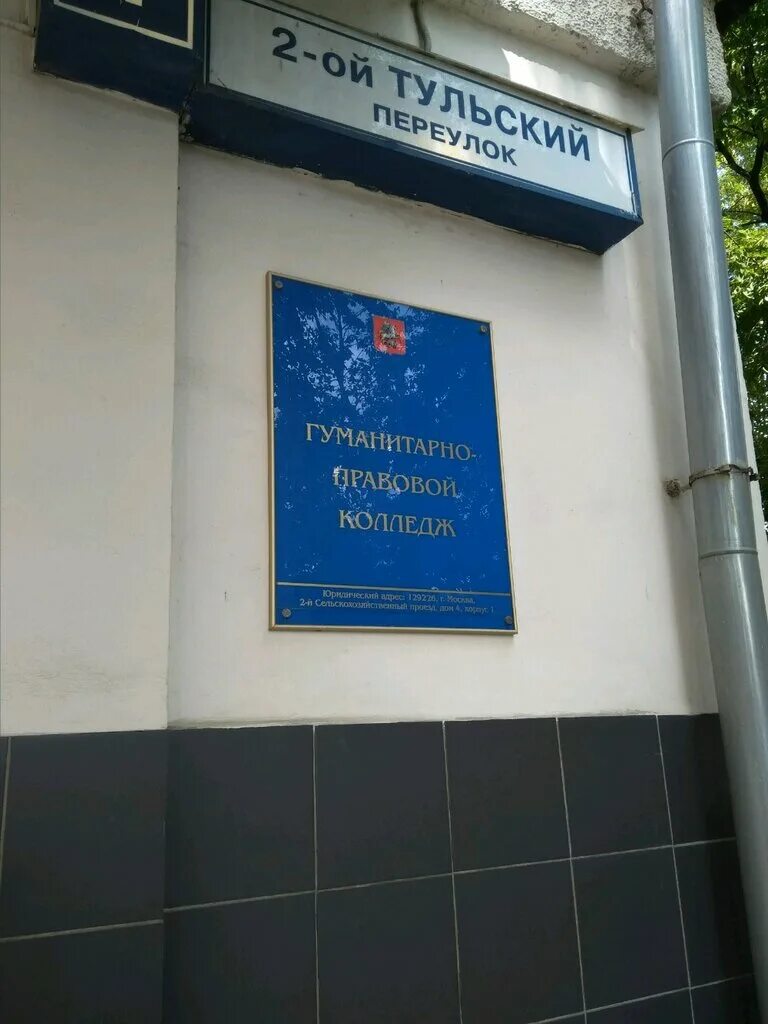 2-ой ТУЛЬСКИЙ
ПЕРЕУЛОК
ГУМАНИТАРНО-
ПРАВОВОЙ
КОЛЛЕДЖ
Юридический адрес: 129226, г. Москва,
2-й Сельскохозяйственный проезд, дом 4, корпус 1